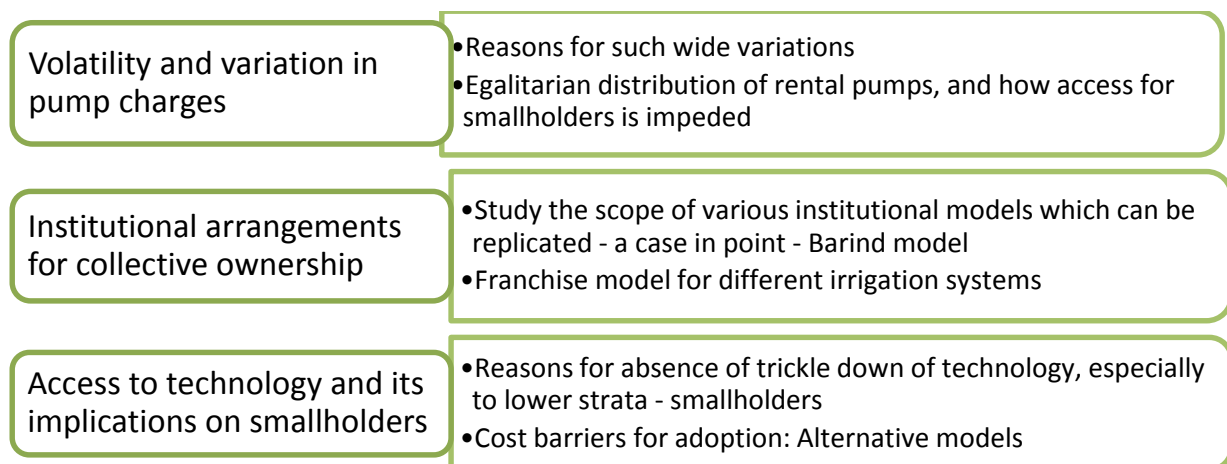 Volatility and variation in
pump charges
•Reasons for such wide variations
•Egalitarian distribution of rental pumps, and how access for
smallholders is impeded
Institutional arrangements
for collective ownership
•Study the scope of various institutional models which can be
replicated - a case in point - Barind model
•Franchise model for different irrigation systems
Access to technology and its
implications on smallholders
•Reasons for absence of trickle down of technology, especially
to lower strata - smallholders
•Cost barriers for adoption: Alternative models